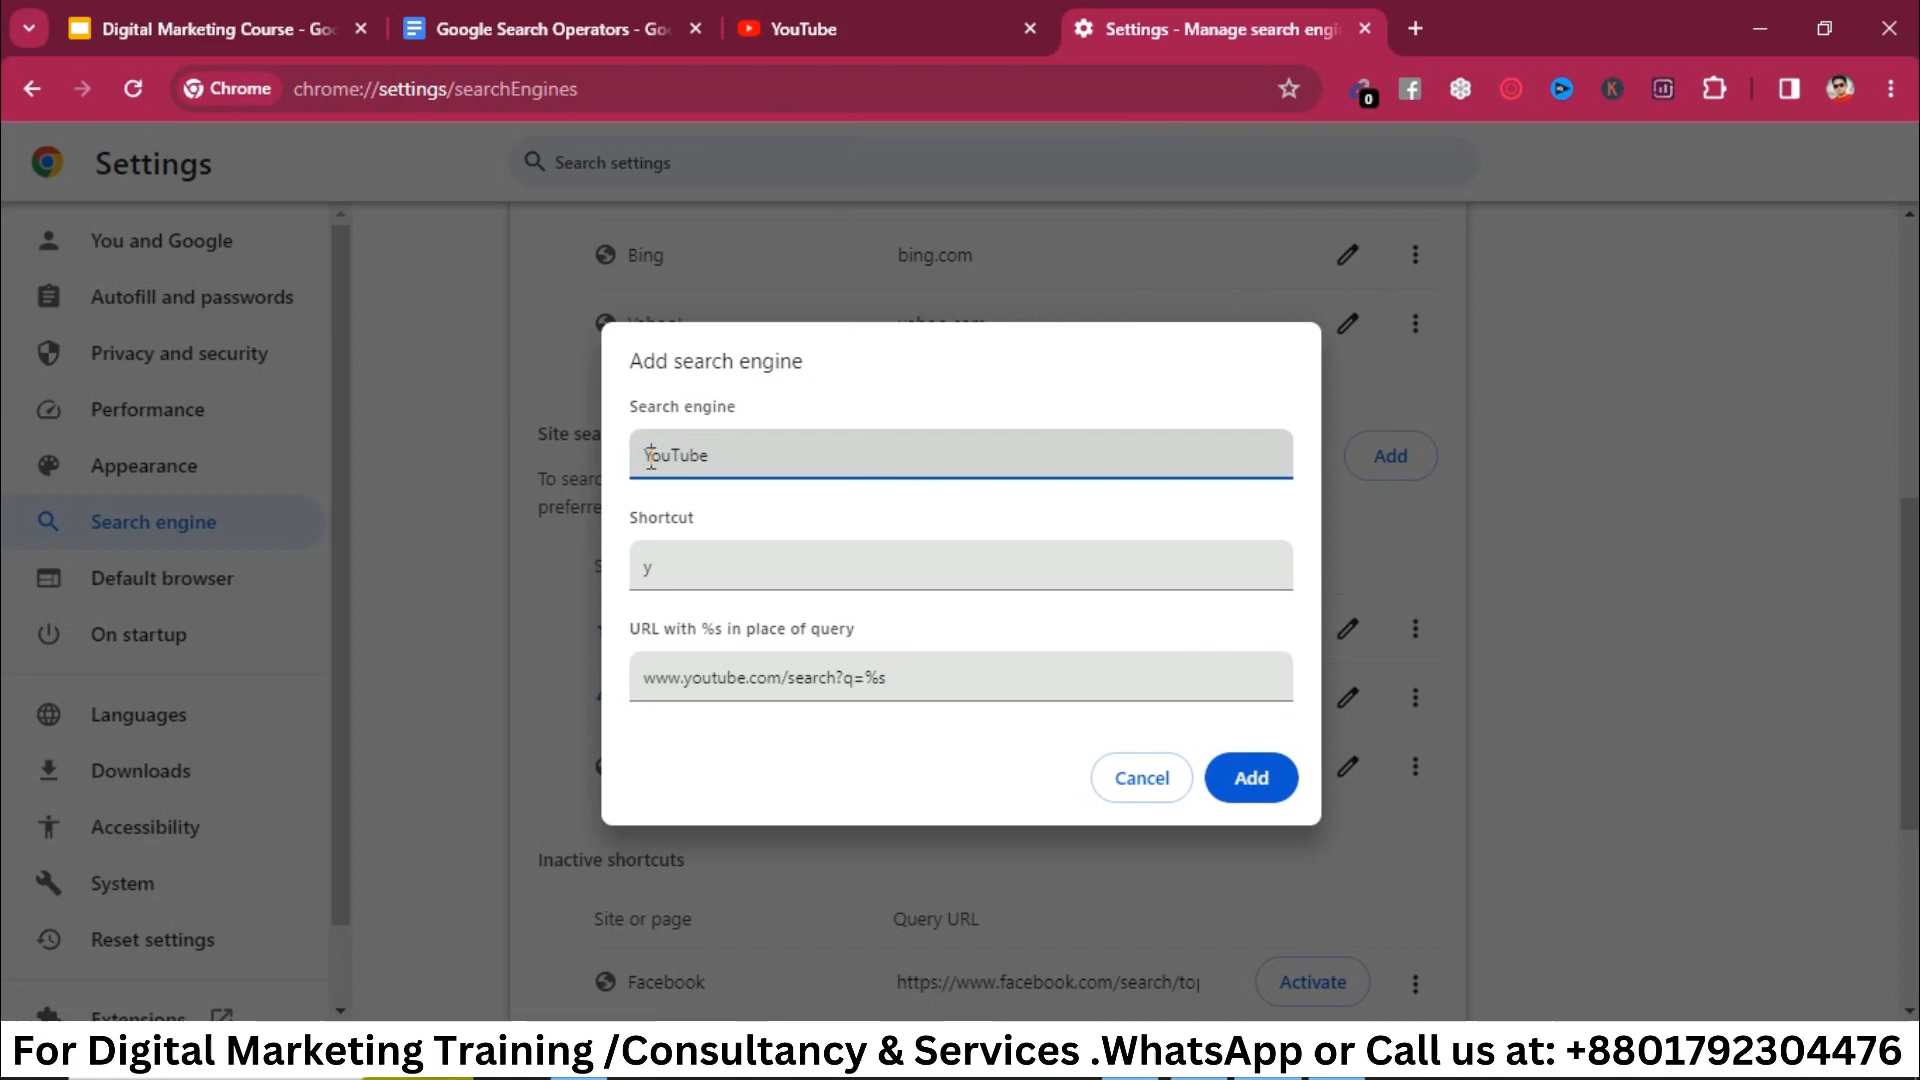 Digital Marketing Course - Goo
Google Search Operators - Goo
YouTube
Settings - Manage search engi
Chrome
chrome://settings/searchEngines
0
K
Settings
Search settings
You and Google
Autofill and passwords
Privacy and security
Performance
Appearance
Search engine
Default browser
On startup
Languages
Downloads
Accessibility
System
Reset settings
Extensions
Bing bing.com
Site sea
To searc
preferre
Add
Add search engine
Search engine
YouTube
Shortcut
y
URL with %s in place of query
www.youtube.com/search?q=%s
Cancel Add
Inactive shortcuts
Site or page Query URL
Facebook https://www.facebook.com/search/top Activate
For Digital Marketing Training /Consultancy & Services .WhatsApp or Call us at: +8801792304476